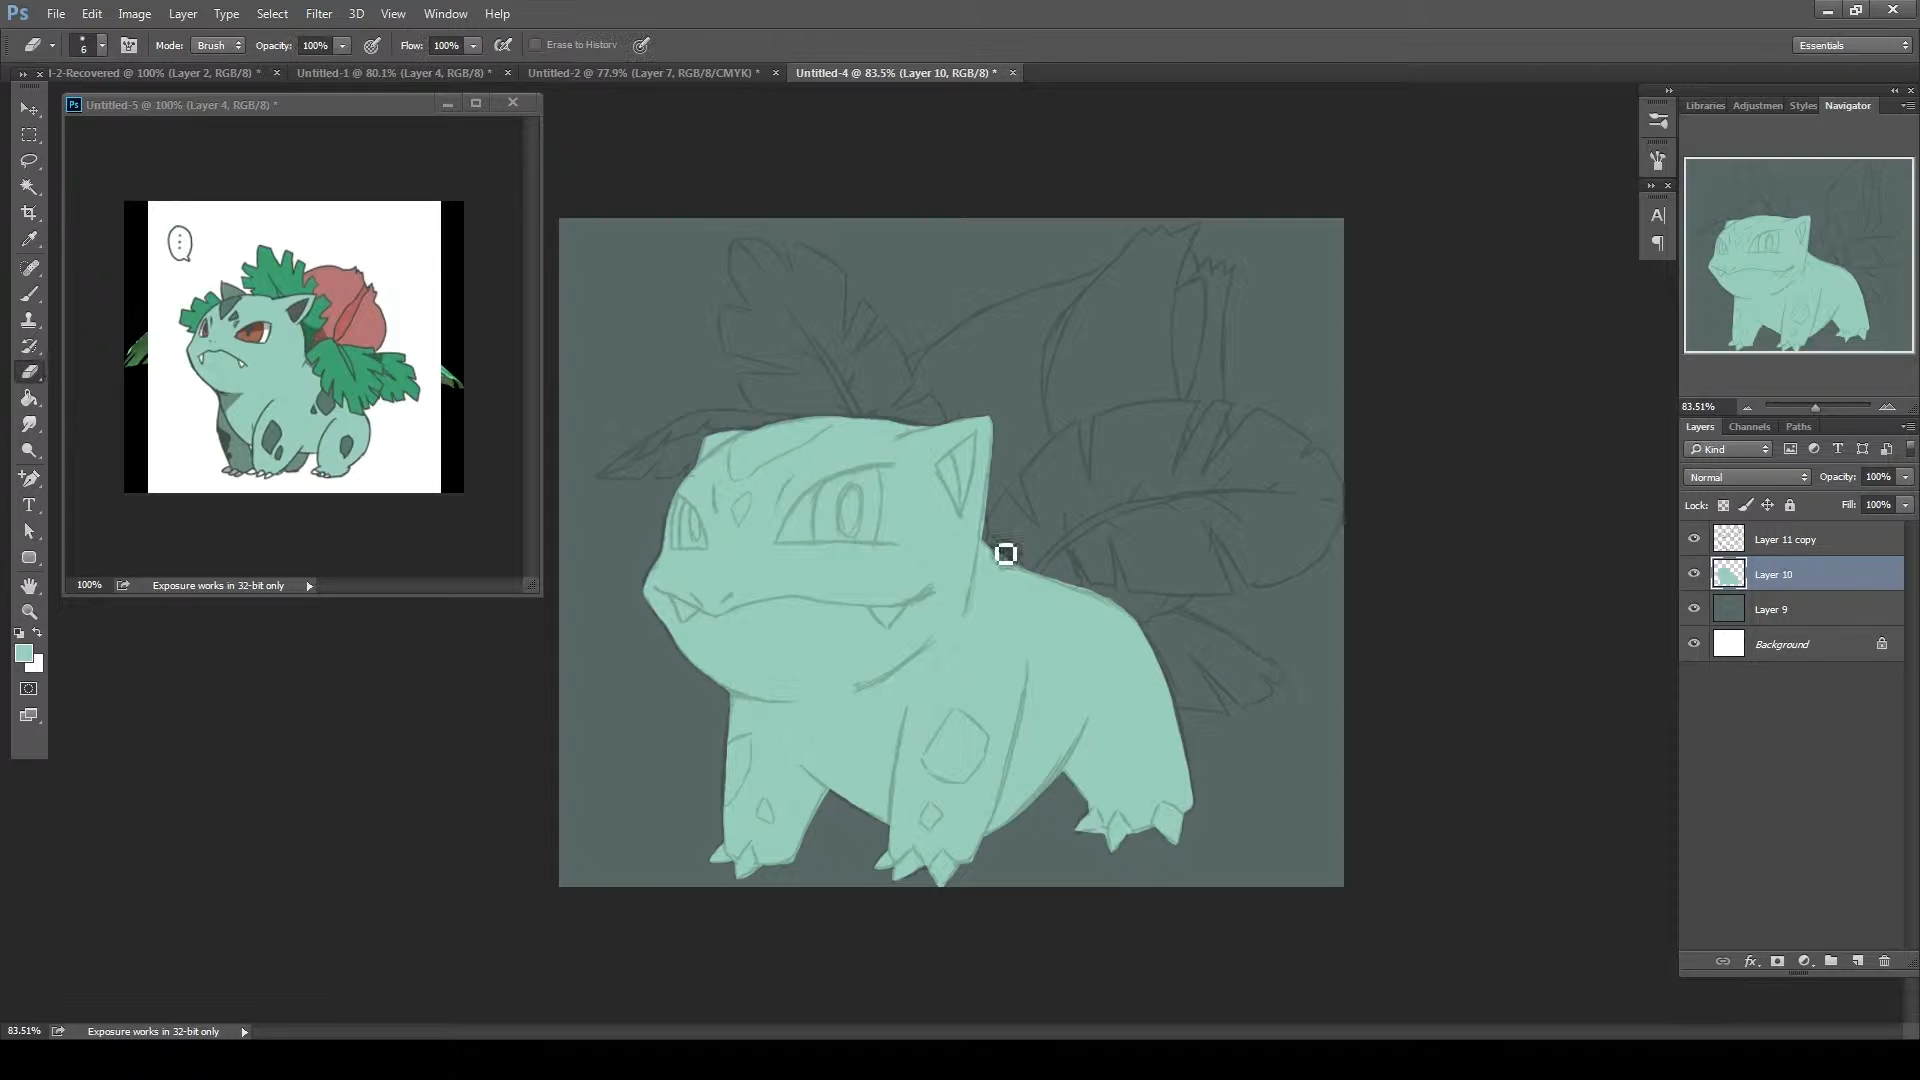 Ps File Edit Image Layer Type Select Filter 3D View Window Help
6 Mode: Brush Opacity: 100% Flow: 100% Erase to History Essentials
l-2-Recovered @ 100% (Layer 2, RGB/8) * × Untitled-1 @ 80.1% (Layer 4, RGB/8) * × Untitled-2 @ 77.9% (Layer 7, RGB/8/CMYK) * × Untitled-4 @ 83.5% (Layer 10, RGB/8) * ×
Ps Untitled-5 @ 100% (Layer 4, RGB/8) *
100% Exposure works in 32-bit only
Libraries Adjustmen Styles Navigator
83.51%
Layers Channels Paths
Kind
Normal Opacity: 100%
Lock: Fill: 100%
Layer 11 copy
Layer 10
Layer 9
Background
83.51% Exposure works in 32-bit only